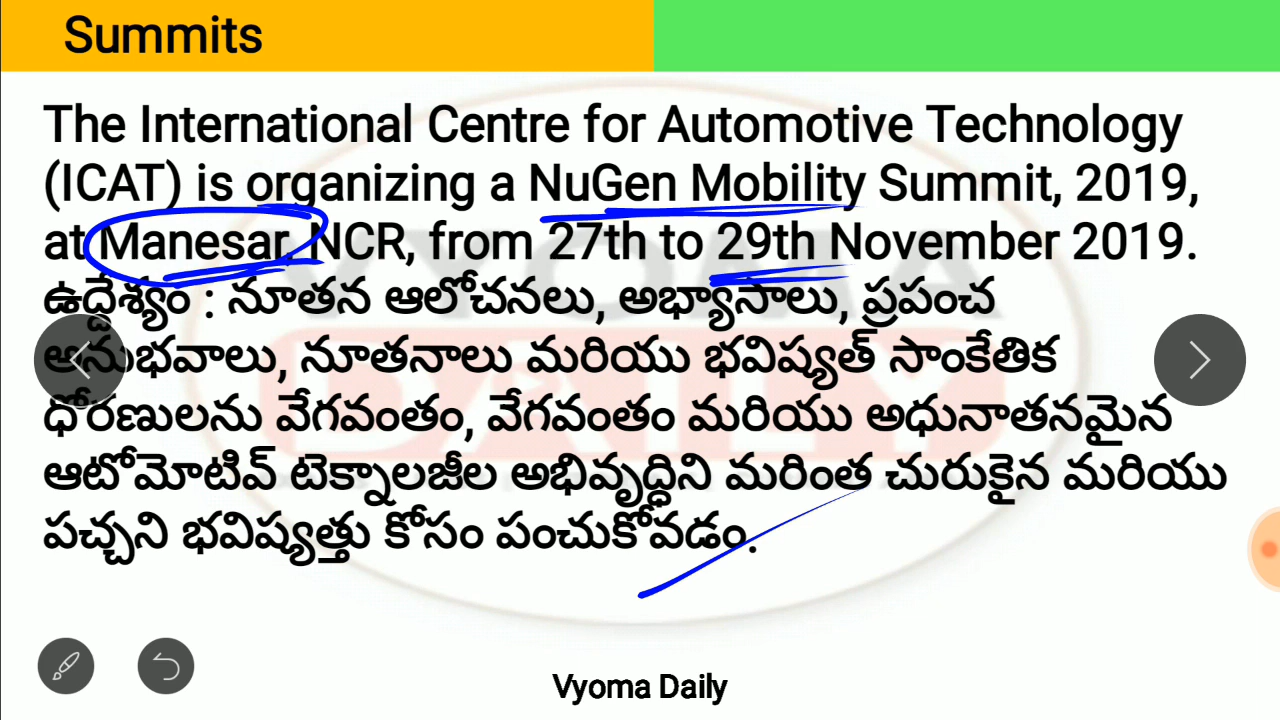 Summits
The International Centre for Automotive Technology
(ICAT) is organizing a NuGen Mobility Summit, 2019,
at Manesar, NCR, from 27th to 29th November 2019.
ఉద్దేశ్యం : నూతన ఆలోచనలు, అభ్యాసాలు, ప్రపంచ
అనుభవాలు, నూతనాలు మరియు భవిష్యత్ సాంకేతిక
ధోరణులను వేగవంతం, వేగవంతం మరియు అధునాతనమైన
ఆటోమోటివ్ టెక్నాలజీల అభివృద్ధిని మరింత చురుకైన మరియు
పచ్చని భవిష్యత్తు కోసం పంచుకోవడం.
Vyoma Daily